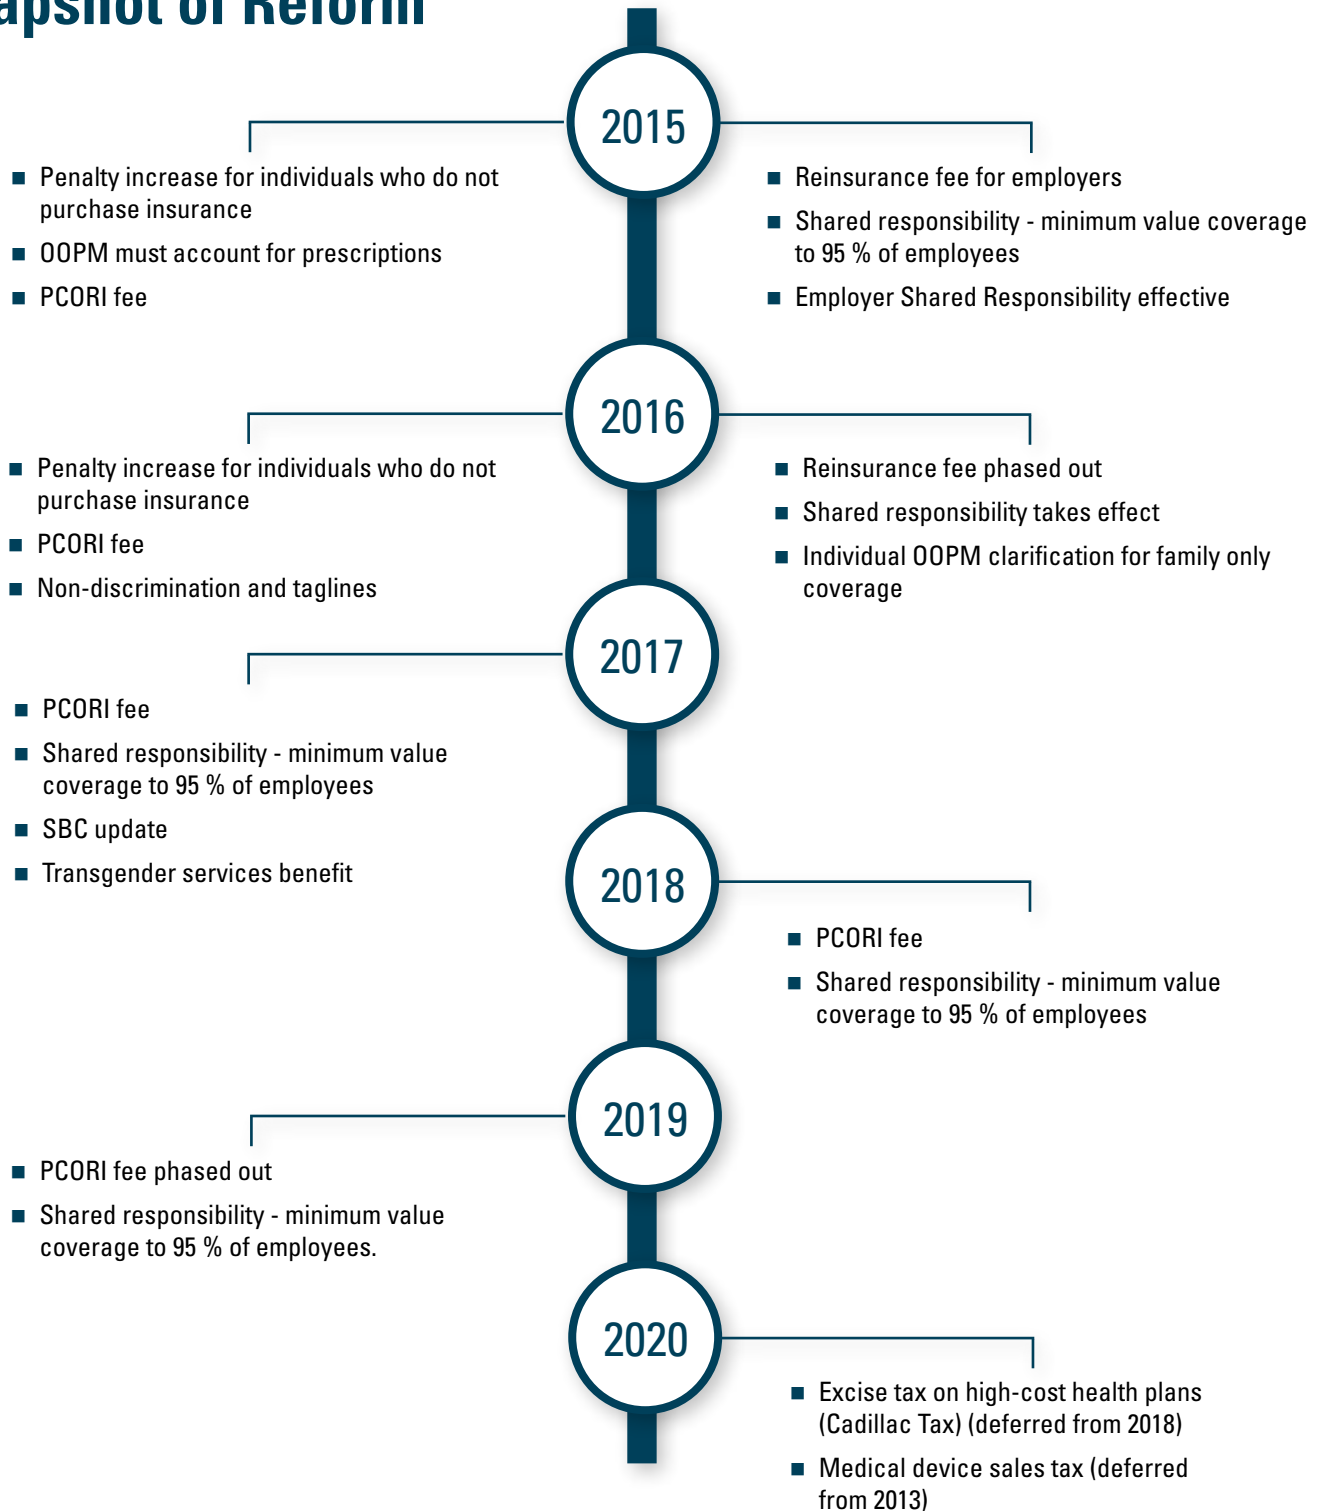 apshot of Reform
2015
■ Penalty increase for individuals who do not
purchase insurance
■ OOPM must account for prescriptions
■ PCORI fee
■ Reinsurance fee for employers
■ Shared responsibility - minimum value coverage
to 95 % of employees
■ Employer Shared Responsibility effective
2016
■ Penalty increase for individuals who do not
purchase insurance
■ PCORI fee
■ Non-discrimination and taglines
■ Reinsurance fee phased out
■ Shared responsibility takes effect
■ Individual OOPM clarification for family only
coverage
2017
■ PCORI fee
■ Shared responsibility - minimum value
coverage to 95 % of employees
■ SBC update
■ Transgender services benefit
2018
■ PCORI fee
■ Shared responsibility - minimum value
coverage to 95 % of employees
2019
■ PCORI fee phased out
■ Shared responsibility - minimum value
coverage to 95 % of employees.
2020
■ Excise tax on high-cost health plans
(Cadillac Tax) (deferred from 2018)
■ Medical device sales tax (deferred
from 2013)